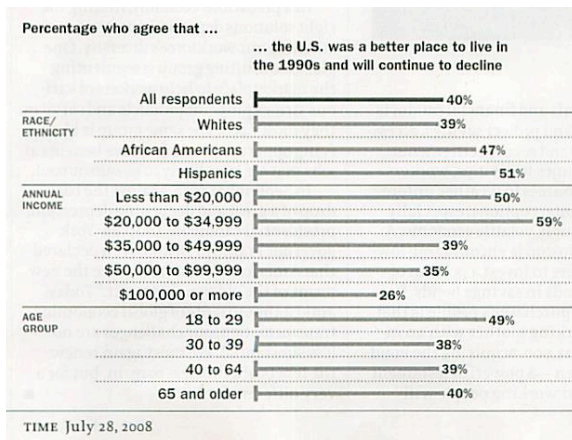 Percentage who agree that ...
... the U.S. was a better place to live in
the 1990s and will continue to decline
All respondents 40%
RACE/
ETHNICITY
Whites 39%
African Americans 47%
Hispanics 51%
ANNUAL
INCOME
Less than $20,000 50%
$20,000 to $34,999 59%
$35,000 to $49,999 39%
$50,000 to $99,999 35%
$100,000 or more 26%
AGE
GROUP
18 to 29 49%
30 to 39 38%
40 to 64 39%
65 and older 40%
TIME July 28, 2008